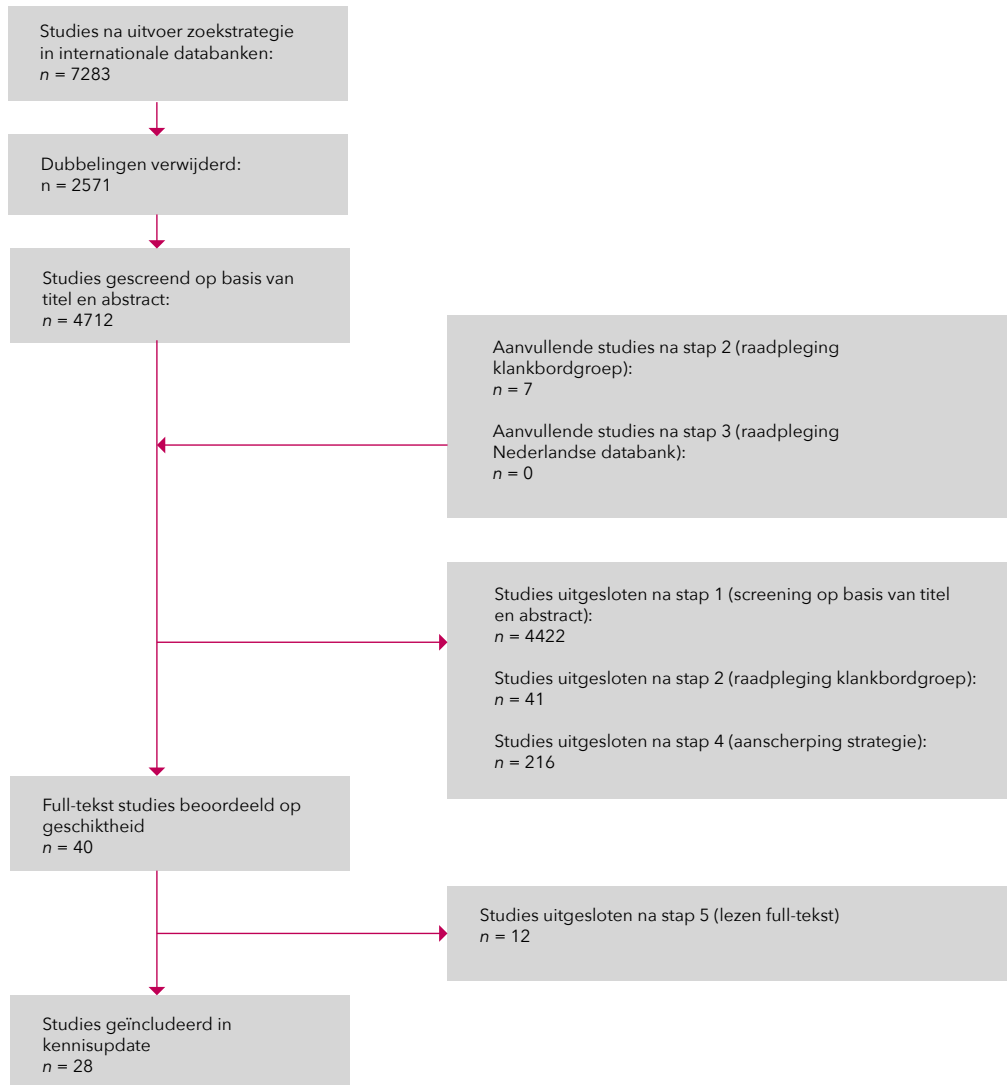 Studies na uitvoer zoekstrategie
in internationale databanken:
n = 7283
Dubbelingen verwijderd:
n = 2571
Studies gescreend op basis van
titel en abstract:
n = 4712
Aanvullende studies na stap 2 (raadpleging
klankbordgroep):
n = 7
Aanvullende studies na stap 3 (raadpleging
Nederlandse databank):
n = 0
Studies uitgesloten na stap 1 (screening op basis van titel
en abstract):
n = 4422
Studies uitgesloten na stap 2 (raadpleging klankbordgroep):
n = 41
Studies uitgesloten na stap 4 (aanscherping strategie):
n = 216
Full-tekst studies beoordeeld op
geschiktheid
n = 40
Studies uitgesloten na stap 5 (lezen full-tekst)
n = 12
Studies geïncludeerd in
kennisupdate
n = 28